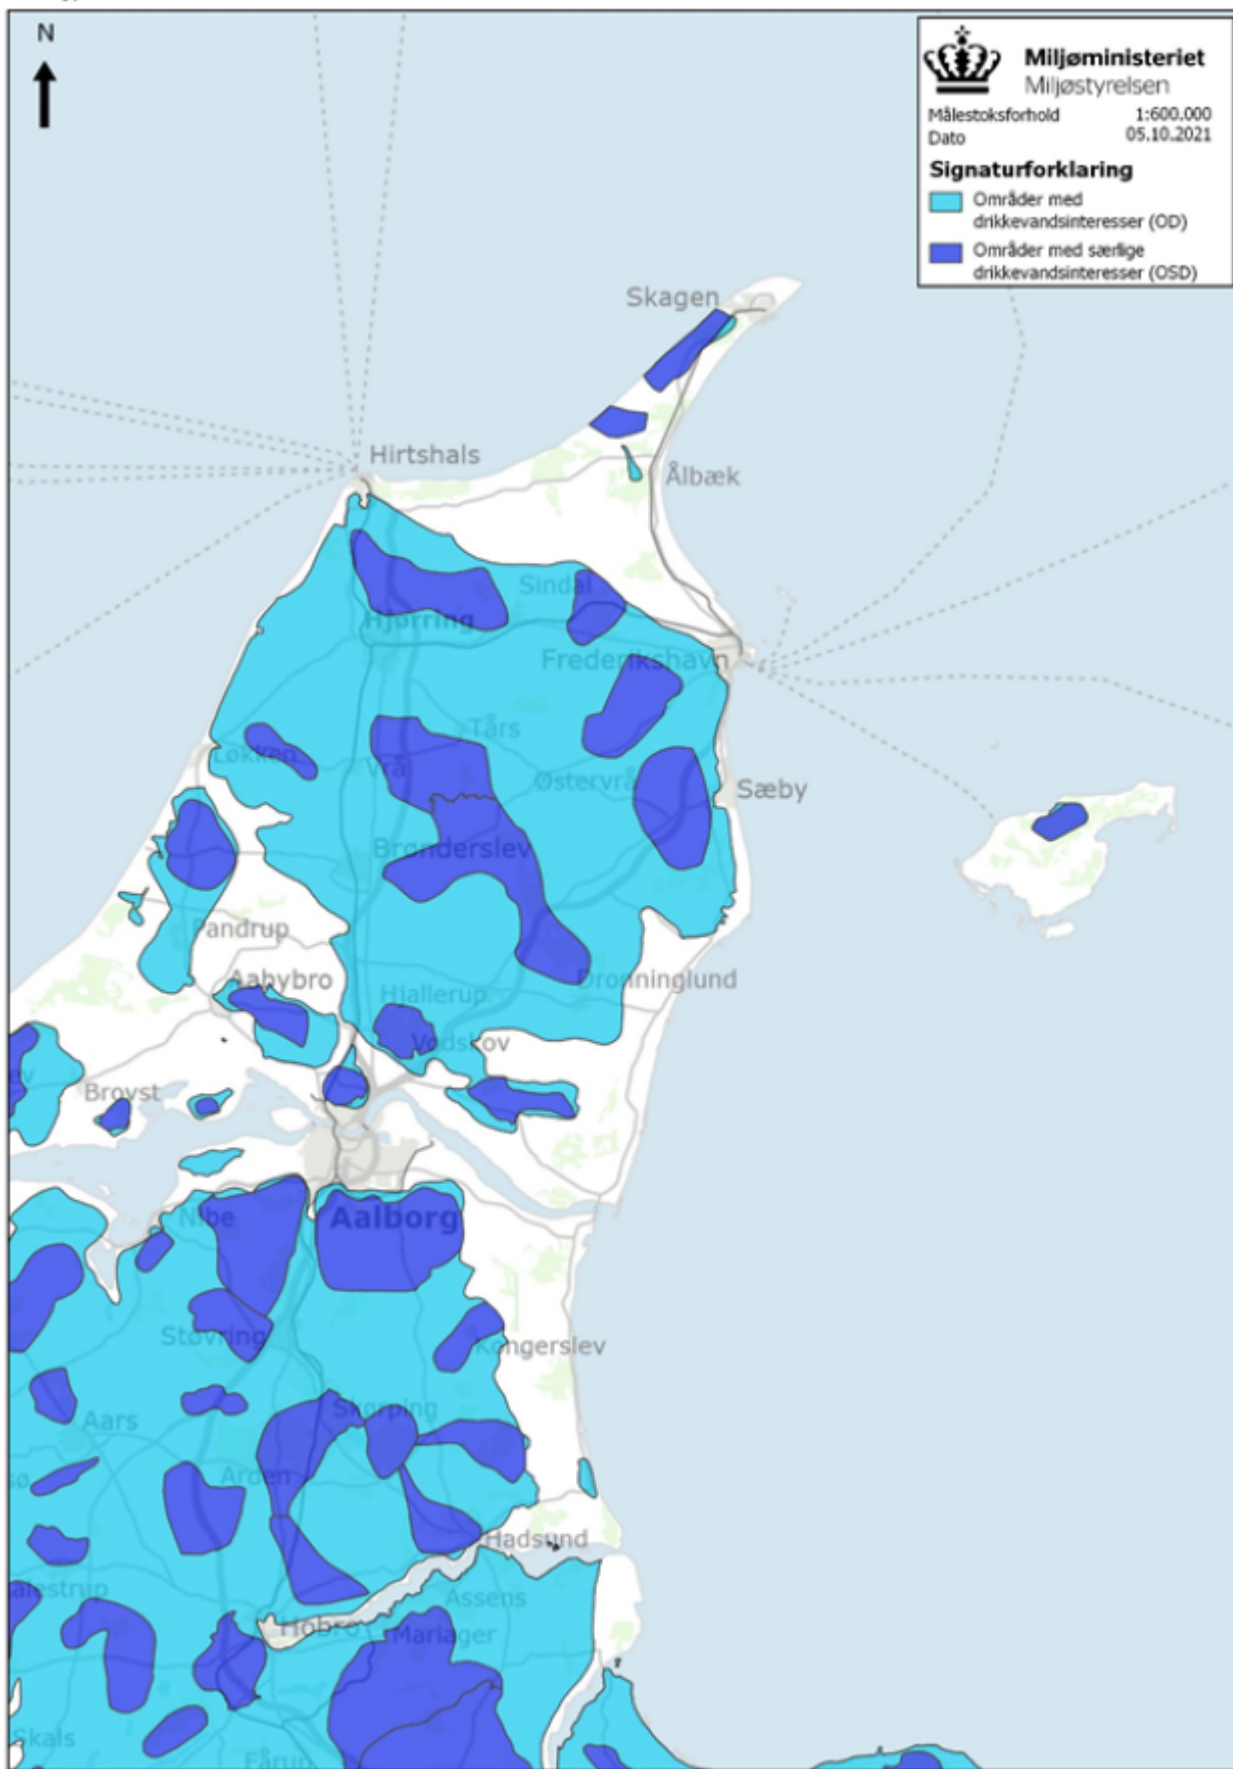 N
Miljøministeriet
Miljøstyrelsen
Målestoksforhold 1:600.000
Dato 05.10.2021
Signaturforklaring
Områder med
drikkevandsinteresser (OD)
Områder med særlige
drikkevandsinteresser (OSD)
Skagen
Hirtshals
Ålbæk
Sindal
Hjørring
Frederikshavn
Tårs
Løkken
Vrå
Østervrå
Sæby
Brønderslev
Pandrup
Aabybro
Dronninglund
Hjallerup
Vodskov
Brovst
Nibe
Aalborg
Støvring
Kongerslev
Skørping
Aars
Arden
Hadsund
Assens
Hobro
Mariager
Skals
Fårup